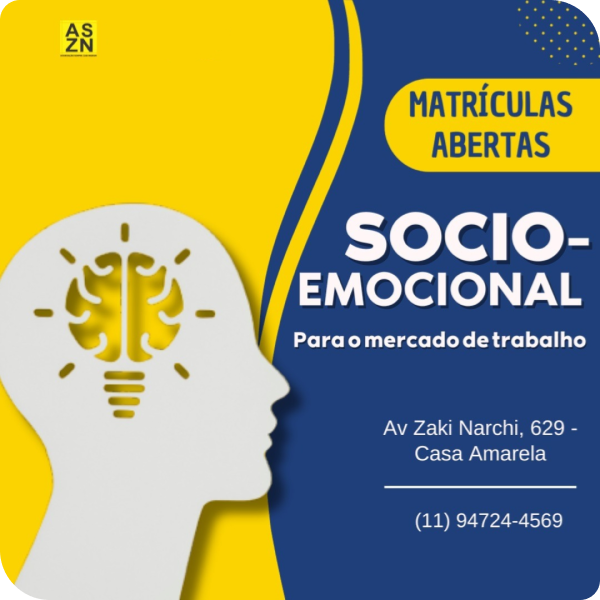 AS
ZN
MATRÍCULAS
ABERTAS
SOCIO-
EMOCIONAL
Para o mercado de trabalho
Av Zaki Narchi, 629 -
Casa Amarela
(11) 94724-4569